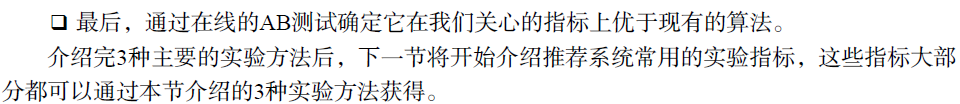 ❑ 最后，通过在线的AB测试确定它在我们关心的指标上优于现有的算法。
介绍完3种主要的实验方法后，下一节将开始介绍推荐系统常用的实验指标，这些指标大部
分都可以通过本节介绍的3种实验方法获得。